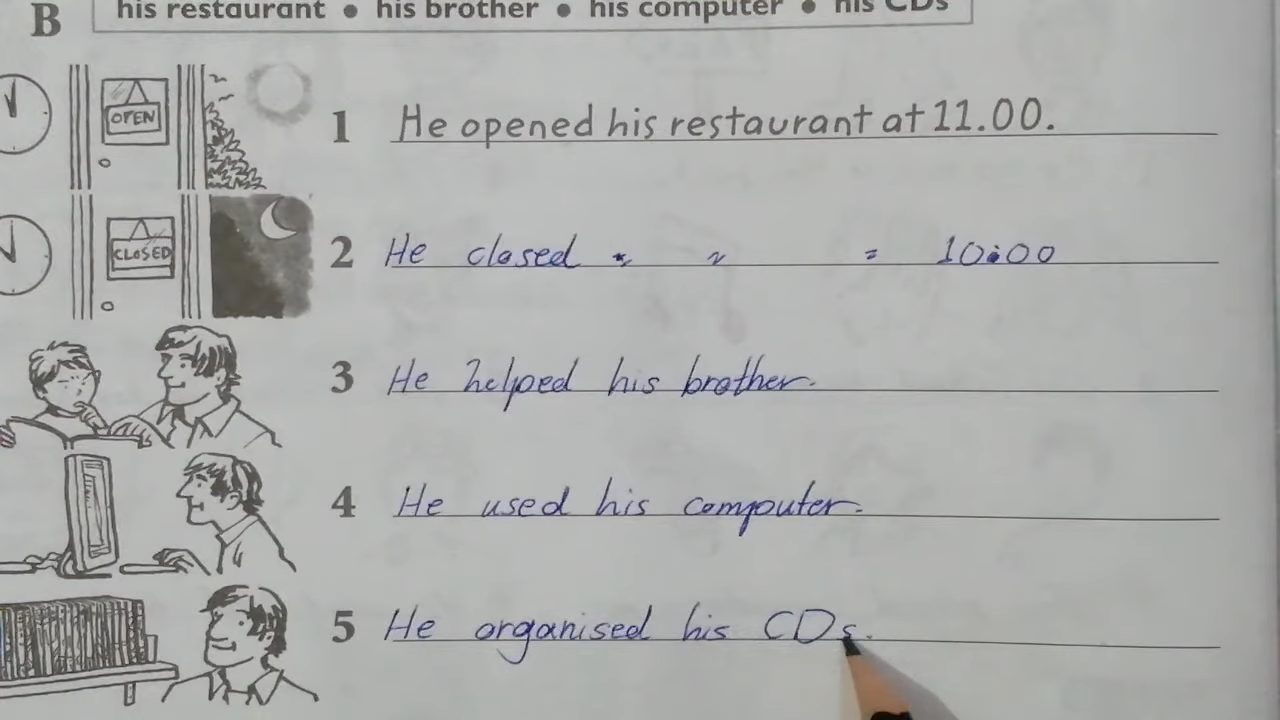 B
his restaurant • his brother • his computer • his CDs
OPEN
1 He opened his restaurant at 11.00.
CLOSED
2 He closed " " = 10:00
3 He helped his brother.
4 He used his computer.
5 He organised his CDs.